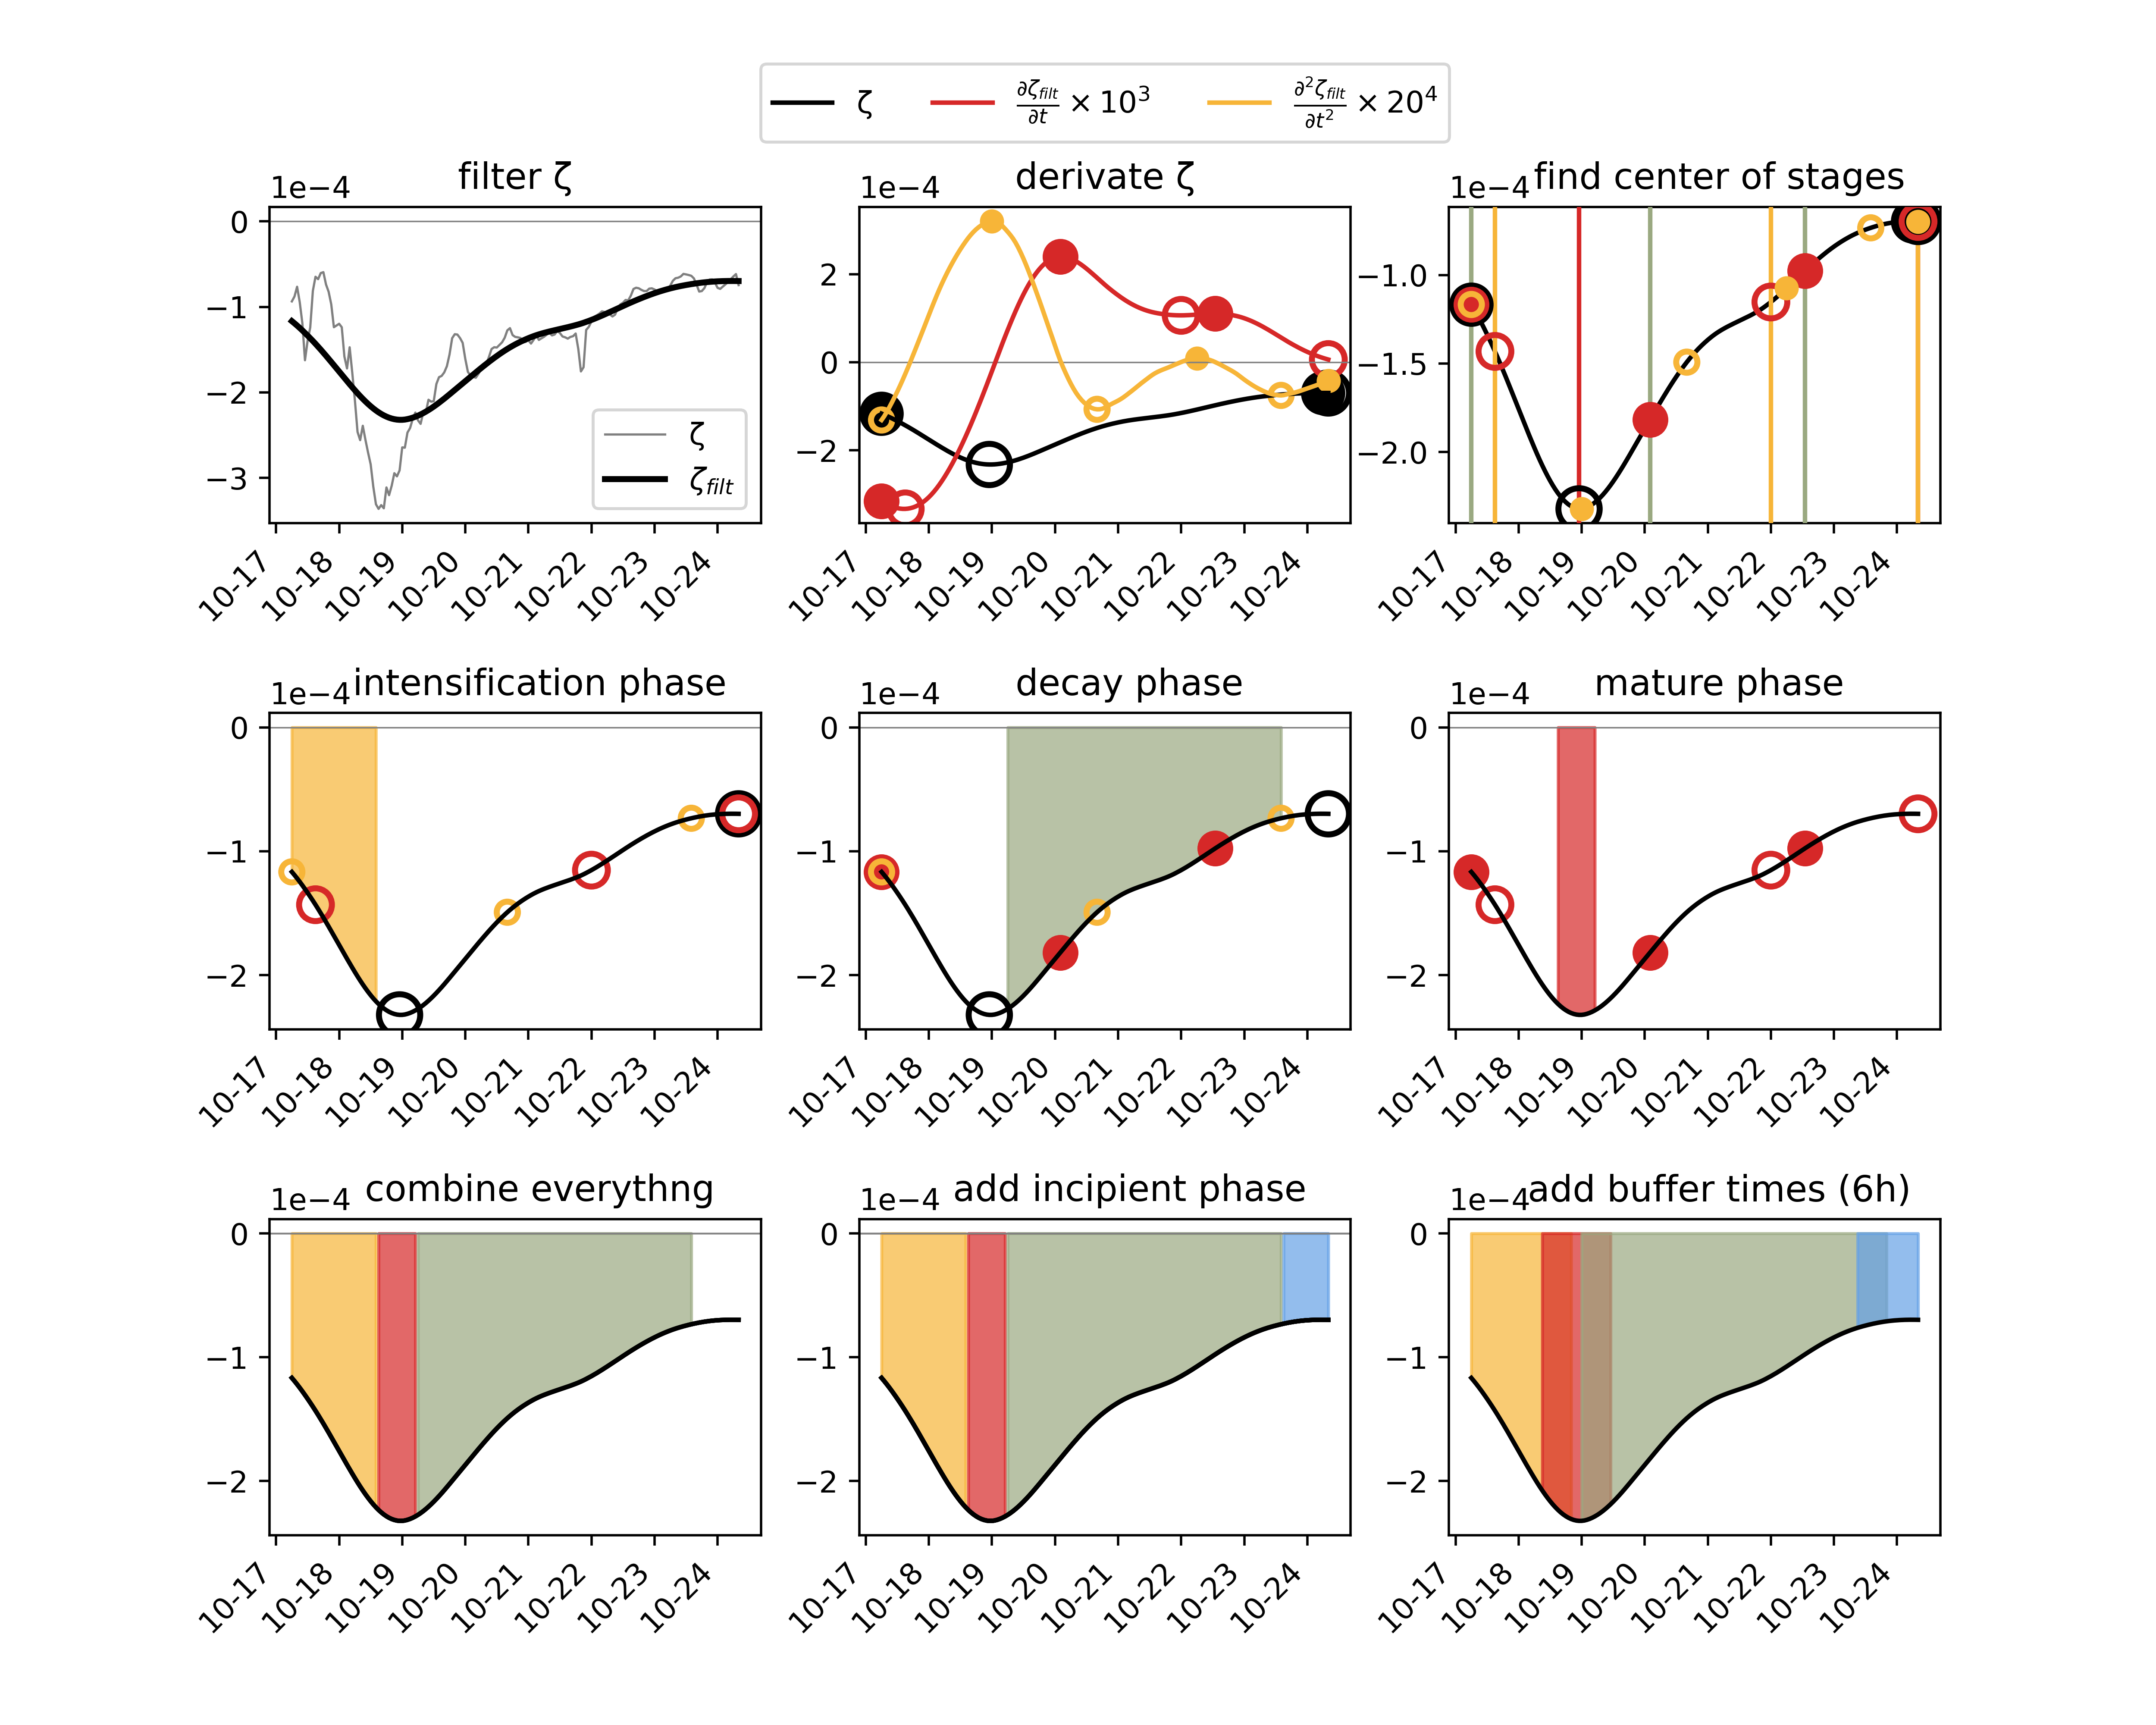 ζ  ∂ζ_filt/∂t × 10³  ∂²ζ_filt/∂t² × 20⁴
filter ζ
1e−4
0
−1
−2
−3
ζ
ζ_filt
10-17 10-18 10-19 10-20 10-21 10-22 10-23 10-24
derivate ζ
1e−4
2
0
−2
10-17 10-18 10-19 10-20 10-21 10-22 10-23 10-24
find center of stages
1e−4
−1.0
−1.5
−2.0
10-17 10-18 10-19 10-20 10-21 10-22 10-23 10-24
intensification phase
1e−4
0
−1
−2
10-17 10-18 10-19 10-20 10-21 10-22 10-23 10-24
decay phase
1e−4
0
−1
−2
10-17 10-18 10-19 10-20 10-21 10-22 10-23 10-24
mature phase
1e−4
0
−1
−2
10-17 10-18 10-19 10-20 10-21 10-22 10-23 10-24
combine everythng
1e−4
0
−1
−2
10-17 10-18 10-19 10-20 10-21 10-22 10-23 10-24
add incipient phase
1e−4
0
−1
−2
10-17 10-18 10-19 10-20 10-21 10-22 10-23 10-24
add buffer times (6h)
1e−4
0
−1
−2
10-17 10-18 10-19 10-20 10-21 10-22 10-23 10-24